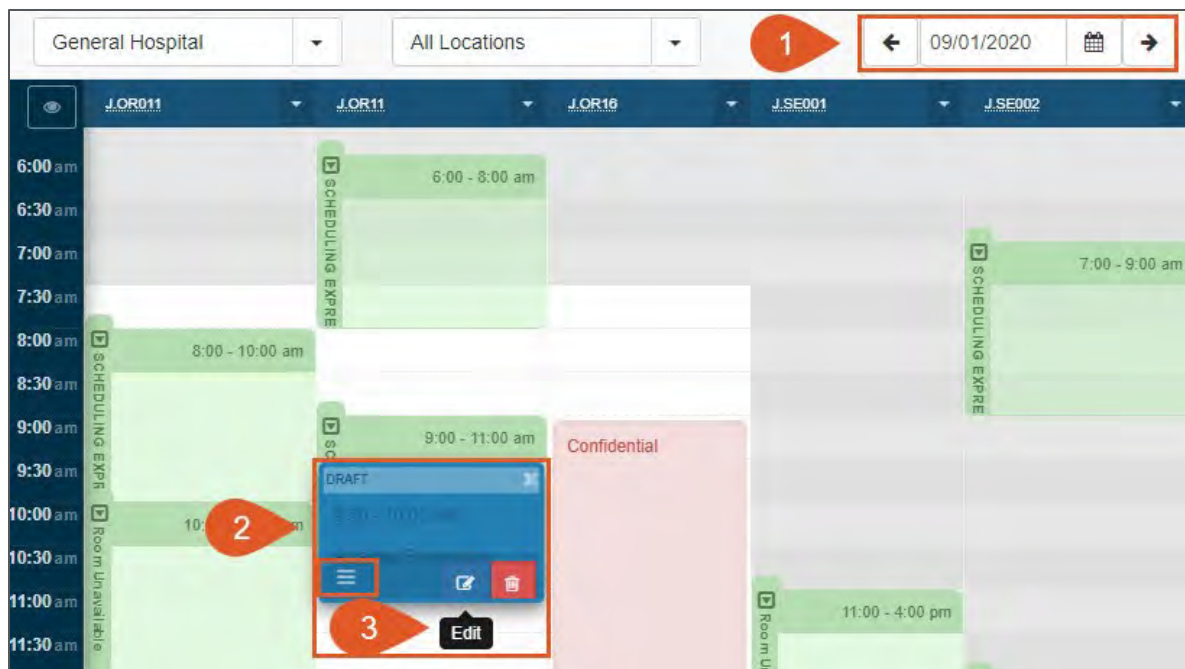 General Hospital
All Locations
1
09/01/2020
J.OR011
J.OR11
J.OR16
J.SE001
J.SE002
6:00 am
SCHEDULING EXPRE
6:00 - 8:00 am
6:30 am
7:00 am
SCHEDULING EXPRE
7:00 - 9:00 am
7:30 am
8:00 am
SCHEDULING EXPR
8:00 - 10:00 am
8:30 am
9:00 am
SC
9:00 - 11:00 am
Confidential
9:30 am
DRAFT
10:00 am
Room Unavailable
10:
m
2
10:30 am
11:00 am
Room Un
11:00 - 4:00 pm
3
Edit
11:30 am